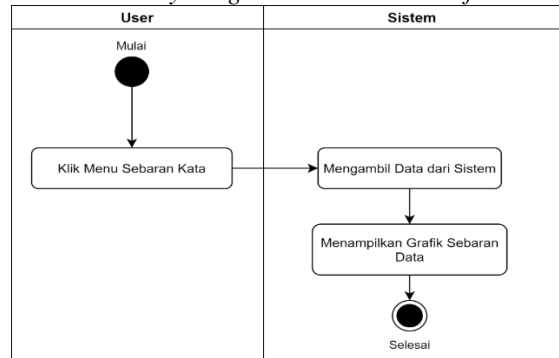 User
Sistem
Mulai
Klik Menu Sebaran Kata
Mengambil Data dari Sistem
Menampilkan Grafik Sebaran
Data
Selesai